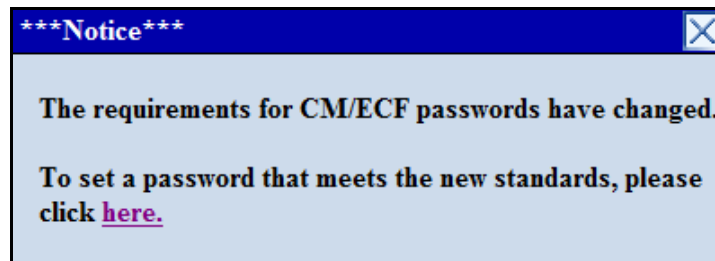 ***Notice***
The requirements for CM/ECF passwords have changed.
To set a password that meets the new standards, please
click here.